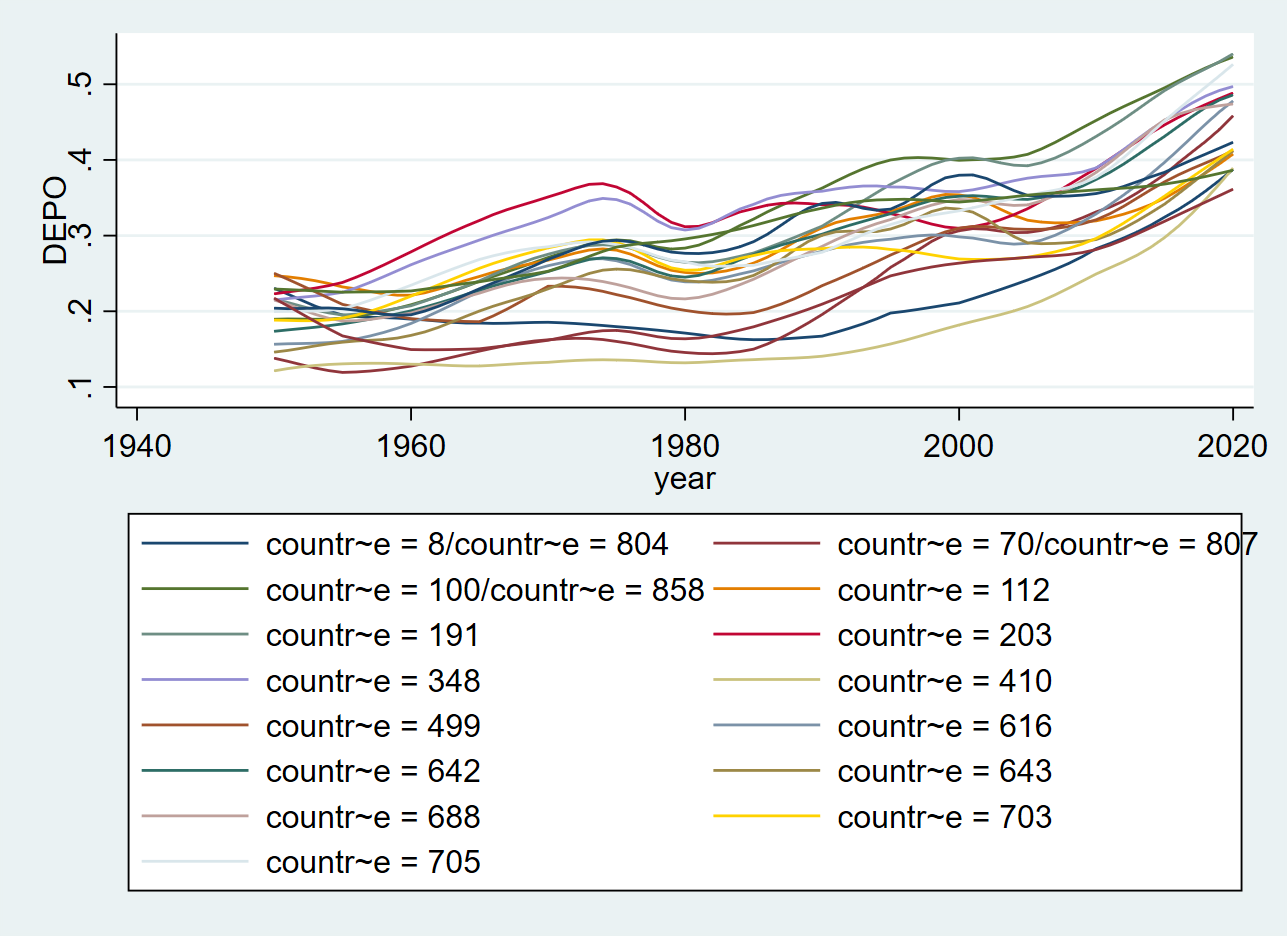 .5
.4
DEPO
.3
.2
.1
1940 1960 1980 2000 2020
year
countr~e = 8/countr~e = 804 countr~e = 70/countr~e = 807
countr~e = 100/countr~e = 858 countr~e = 112
countr~e = 191 countr~e = 203
countr~e = 348 countr~e = 410
countr~e = 499 countr~e = 616
countr~e = 642 countr~e = 643
countr~e = 688 countr~e = 703
countr~e = 705